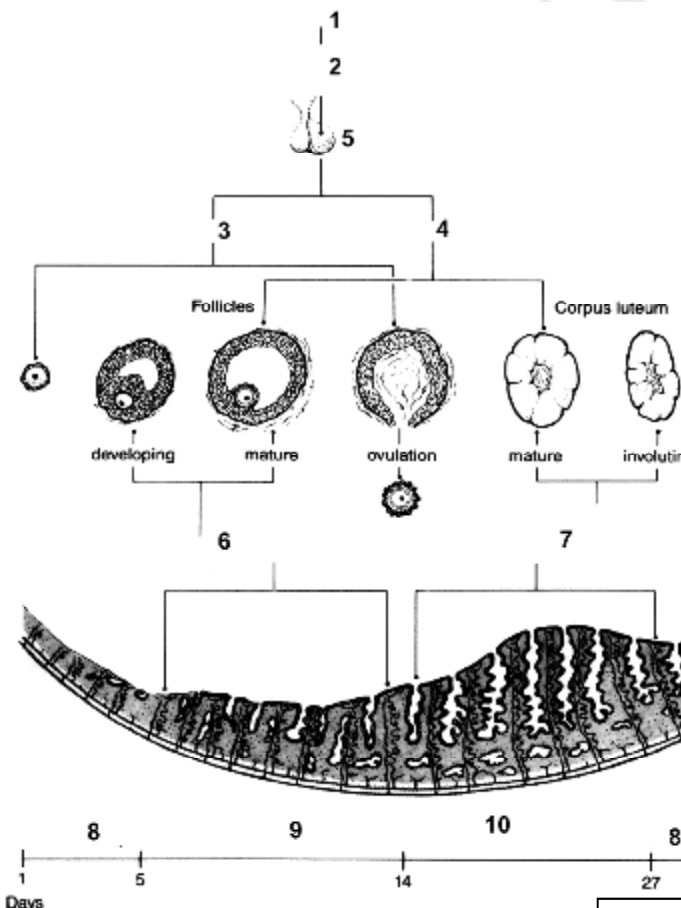 1
2
5
3 4
Follicles Corpus luteum
developing mature ovulation mature involutin
6 7
8 9 10 8
1 5 14 27
Days